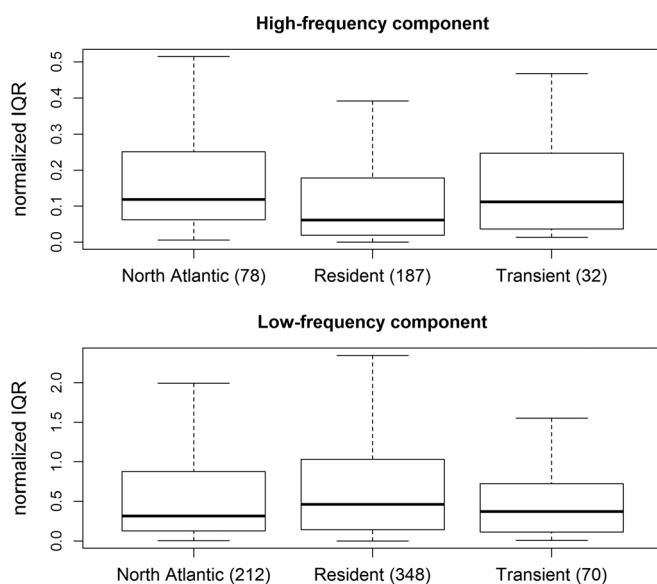 High-frequency component
normalized IQR
0.5
0.4
0.3
0.2
0.1
0.0
North Atlantic (78) Resident (187) Transient (32)
Low-frequency component
normalized IQR
2.0
1.5
1.0
0.5
0.0
North Atlantic (212) Resident (348) Transient (70)